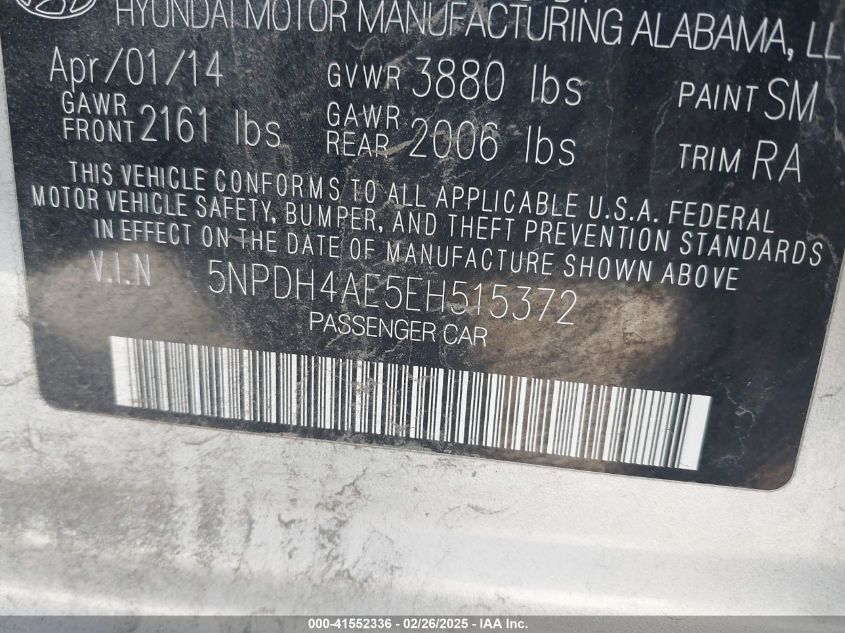 HYUNDAI MOTOR MANUFACTURING ALABAMA, LL
Apr/01/14 GVWR 3880 lbs PAINT SM
GAWR FRONT 2161 lbs GAWR REAR 2006 lbs TRIM RA
THIS VEHICLE CONFORMS TO ALL APPLICABLE U.S.A. FEDERAL
MOTOR VEHICLE SAFETY, BUMPER, AND THEFT PREVENTION STANDARDS
IN EFFECT ON THE DATE OF MANUFACTURE SHOWN ABOVE.
V.I.N 5NPDH4AE5EH515372
PASSENGER CAR
000-41552336 - 02/26/2025 - IAA Inc.